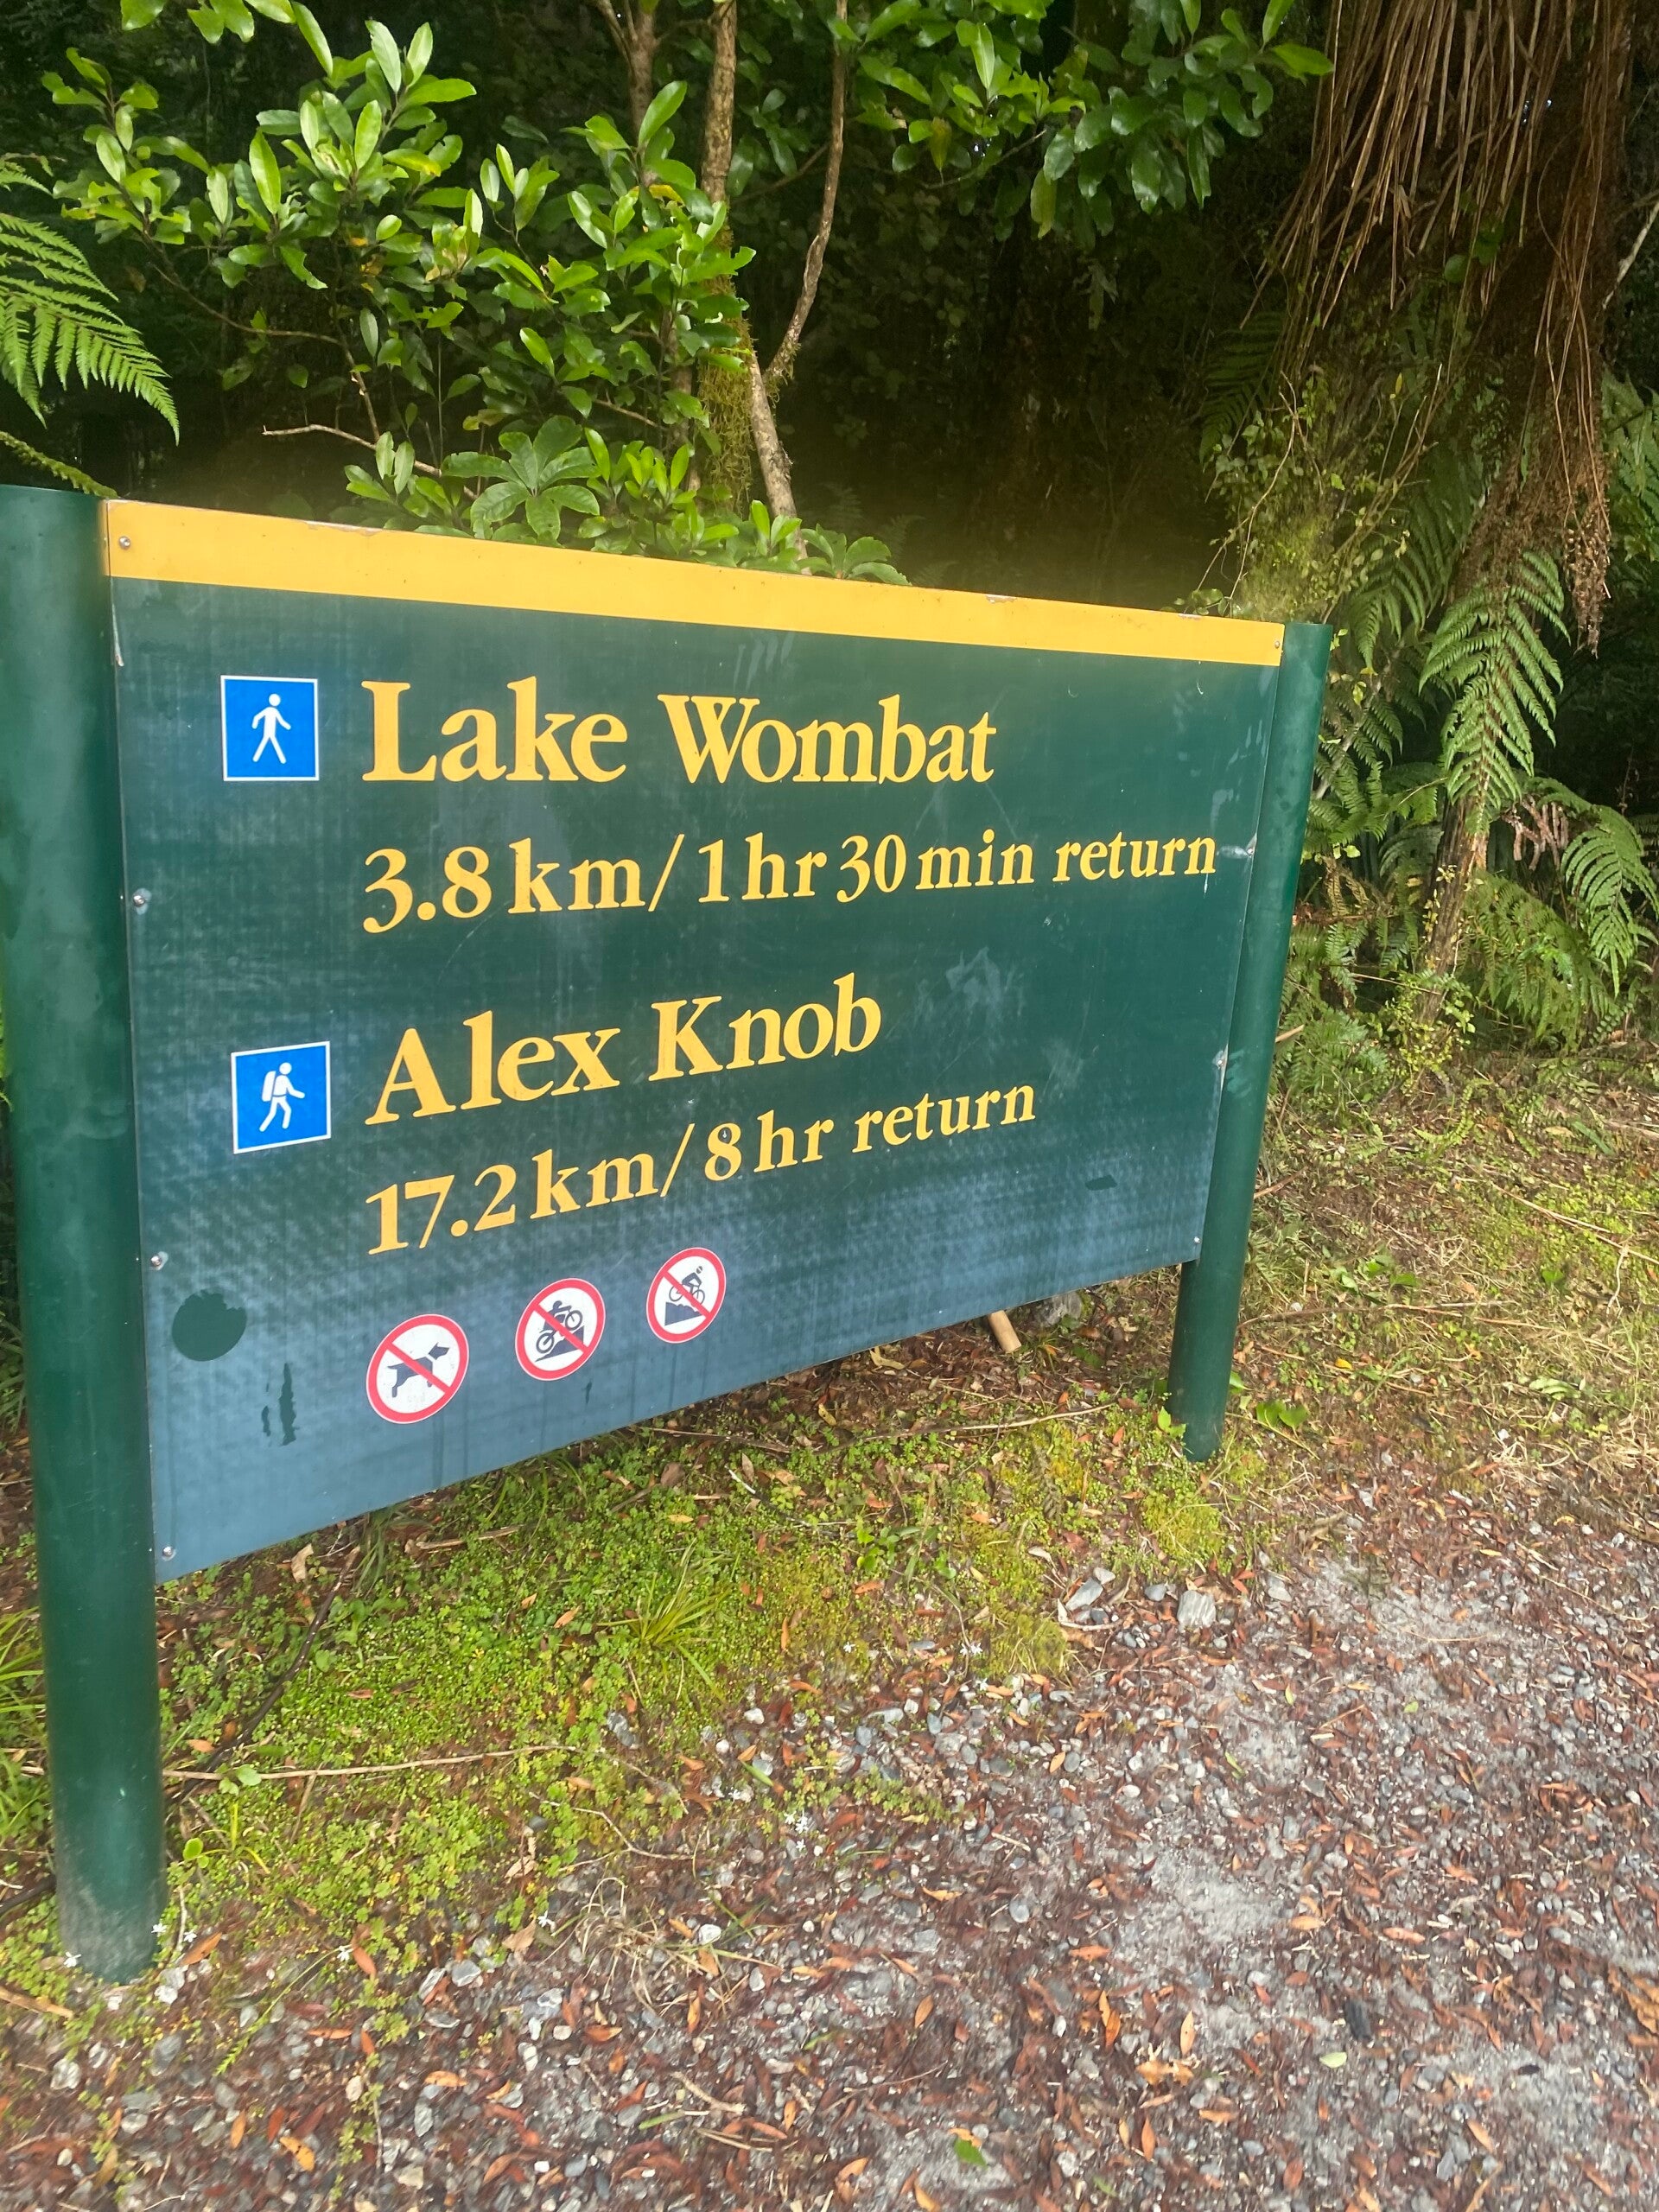 Lake Wombat
3.8 km/1 hr 30 min return
Alex Knob
17.2 km/8 hr return